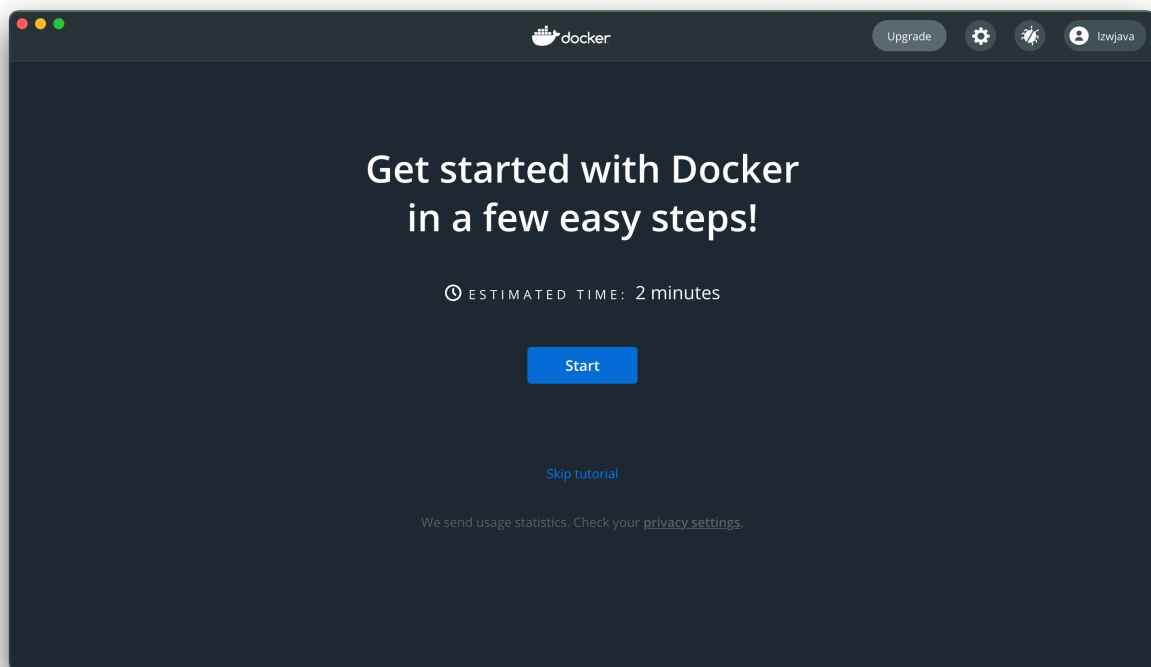 docker
Upgrade
lzwjava
Get started with Docker
in a few easy steps!
ESTIMATED TIME: 2 minutes
Start
Skip tutorial
We send usage statistics. Check your privacy settings.